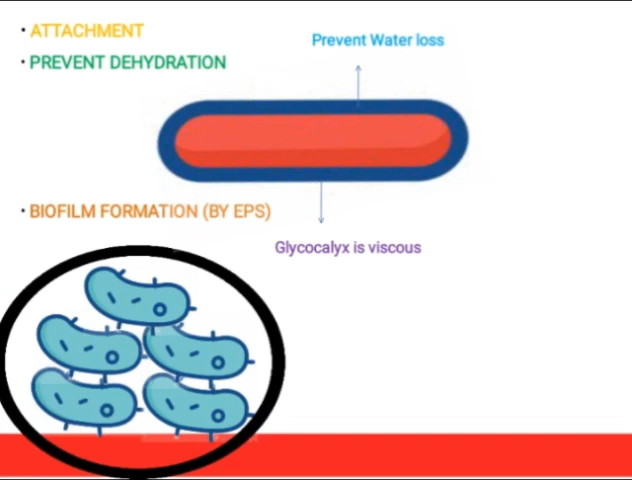 • ATTACHMENT
Prevent Water loss
• PREVENT DEHYDRATION
• BIOFILM FORMATION (BY EPS)
Glycocalyx is viscous